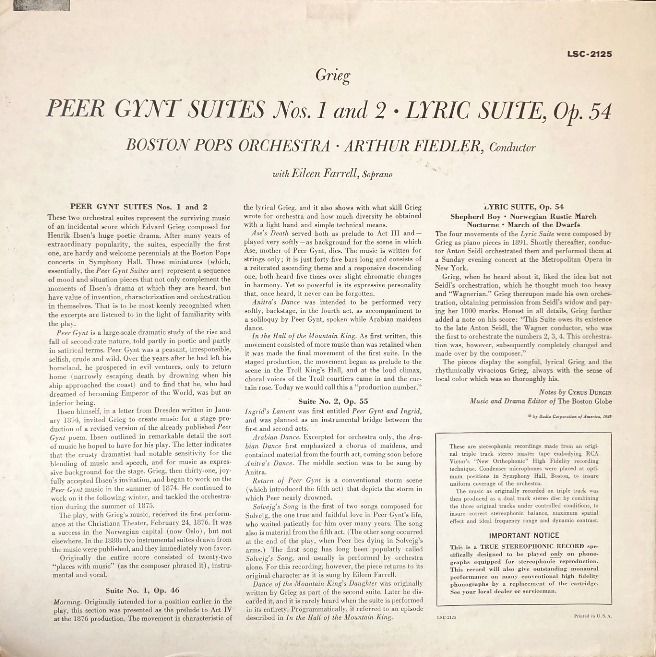 LSC-2125
Grieg
PEER GYNT SUITES Nos. 1 and 2 • LYRIC SUITE, Op. 54
BOSTON POPS ORCHESTRA • ARTHUR FIEDLER, Conductor
with Eileen Farrell, Soprano
PEER GYNT SUITES Nos. 1 and 2
These two orchestral suites represent the surviving music
of an incidental score which Edvard Grieg composed for
Henrik Ibsen's huge poetic drama. After many years of
extraordinary popularity, the suites, especially the first
one, are hardy and welcome perennials at the Boston Pops
concerts in Symphony Hall. These miniatures (which,
essentially, the Peer Gynt Suites are) represent a sequence
of mood and situation pieces that not only complement the
moments of Ibsen's drama at which they are heard, but
have value of invention, characterization and orchestration
in themselves. That is to be most keenly recognized when
the excerpts are listened to in the light of familiarity with
the play.
Peer Gynt is a large-scale dramatic study of the rise and
fall of second-rate nature, told partly in poetic and partly
in satirical terms. Peer Gynt was a peasant, irresponsible,
selfish, crude and wild. Over the years after he had left his
homeland, he prospered in evil ventures, only to return
home (narrowly escaping death by drowning when his
ship approached the coast) and to find that he, who had
dreamed of becoming Emperor of the World, was but an
inferior being.
Ibsen himself, in a letter from Dresden written in Janu-
ary 1874, invited Grieg to create music for a stage pro-
duction of a revised version of the already published Peer
Gynt poem. Ibsen outlined in remarkable detail the sort
of music he hoped to have for his play. The letter indicates
that the crusty dramatist had notable sensitivity for the
blending of music and speech, and for music as expres-
sive background for the stage. Grieg, then thirty-one, joy-
fully accepted Ibsen's invitation, and began to work on the
Peer Gynt music in the summer of 1874. He continued to
work on it the following winter, and tackled the orchestra-
tion during the summer of 1875.
The play, with Grieg's music, received its first perform-
ance at the Christiana Theater, February 24, 1876. It was
a success in the Norwegian capital (now Oslo), but not
elsewhere. In the 1880s two instrumental suites drawn from
the music were published, and they immediately won favor.
Originally the entire score consisted of twenty-two
"places with music" (as the composer phrased it), instru-
mental and vocal.
Suite No. 1, Op. 46
Morning. Originally intended for a position earlier in the
play, this section was presented as the prelude to Act IV
at the 1876 production. The movement is characteristic of
the lyrical Grieg, and it also shows with what skill Grieg
wrote for orchestra and how much diversity he obtained
with a light hand and simple technical means.
Ase's Death served both as prelude to Act III and—
played very softly—as background for the scene in which
Ase, mother of Peer Gynt, dies. The music is written for
strings only; it is just forty-five bars long and consists of
a reiterated ascending theme and a responsive descending
one, both heard five times over slight chromatic changes
in harmony. Yet so powerful is its expressive personality
that, once heard, it never can be forgotten.
Anitra's Dance was intended to be performed very
softly, backstage, in the fourth act, as accompaniment to
a soliloquy by Peer Gynt, spoken while Arabian maidens
dance.
In the Hall of the Mountain King. As first written, this
movement consisted of more music than was retained when
it was made the final movement of the first suite. In the
staged production, the movement began as prelude to the
scene in the Troll King's Hall, and at the loud climax,
choral voices of the Troll courtiers came in and the cur-
tain rose. Today we would call this a "production number."
Suite No. 2, Op. 55
Ingrid's Lament was first entitled Peer Gynt and Ingrid,
and was planned as an instrumental bridge between the
first and second acts.
Arabian Dance. Excerpted for orchestra only, the Ara-
bian Dance first emphasized a chorus of maidens, and
contained material from the fourth act, coming soon before
Anitra's Dance. The middle section was to be sung by
Anitra.
Return of Peer Gynt is a conventional storm scene
(which introduced the fifth act) that depicts the storm in
which Peer nearly drowned.
Solvejg's Song is the first of two songs composed for
Solvejg, the one true and faithful love in Peer Gynt's life,
who waited patiently for him over many years. The song
also is material from the fifth act. (The other song occurred
at the end of the play, when Peer lies dying in Solvejg's
arms.) The first song has long been popularly called
Solvejg's Song, and usually is performed by orchestra
alone. For this recording, however, the piece returns to its
original character as it is sung by Eileen Farrell.
Dance of the Mountain King's Daughter was originally
written by Grieg as part of the second suite. Later he dis-
carded it, and it is rarely heard when the suite is performed
in its entirety. Programmatically, it referred to an episode
described in In the Hall of the Mountain King.
LYRIC SUITE, Op. 54
Shepherd Boy • Norwegian Rustic March
Nocturne • March of the Dwarfs
The four movements of the Lyric Suite were composed by
Grieg as piano pieces in 1891. Shortly thereafter, conduc-
tor Anton Seidl orchestrated them and performed them at
a Sunday evening concert at the Metropolitan Opera in
New York.
Grieg, when he heard about it, liked the idea but not
Seidl's orchestration, which he thought much too heavy
and "Wagnerian." Grieg thereupon made his own orches-
tration, obtaining permission from Seidl's widow and pay-
ing her 1000 marks. Honest in all details, Grieg further
added a note on his score: "This Suite owes its existence
to the late Anton Seidl, the Wagner conductor, who was
the first to orchestrate the numbers 2, 3, 4. This orchestra-
tion was, however, subsequently completely changed and
made over by the composer."
The pieces display the songful, lyrical Grieg and the
rhythmically vivacious Grieg, always with the sense of
local color which was so thoroughly his.
Notes by CYRUS DURGIN
Music and Drama Editor of The Boston Globe
© by Radio Corporation of America, 1959
These are stereophonic recordings made from an origi-
nal triple track stereo master tape embodying RCA
Victor's "New Orthophonic" High Fidelity recording
technique. Condenser microphones were placed at opti-
mum positions in Symphony Hall, Boston, to insure
uniform coverage of the orchestra.
The music as originally recorded on triple track was
then produced as a dual track stereo disc by combining
the three original tracks under controlled conditions, to
insure correct stereophonic balance, maximum spatial
effect and ideal frequency range and dynamic contrast.
IMPORTANT NOTICE
This is a TRUE STEREOPHONIC RECORD spe-
cifically designed to be played only on phono-
graphs equipped for stereophonic reproduction.
This record will also give outstanding monaural
performance on many conventional high fidelity
phonographs by a replacement of the cartridge.
See your local dealer or serviceman.
LSC-2125
Printed in U. S. A.